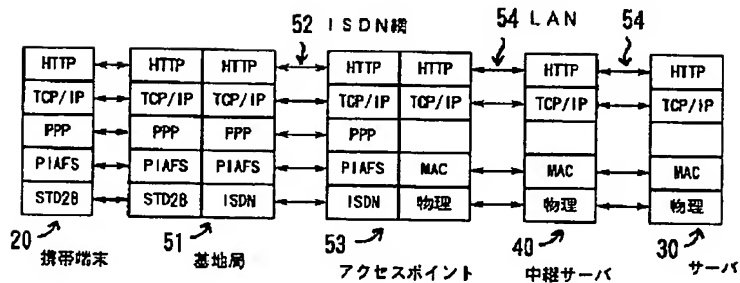 52 ISDN網 54 LAN 54
HTTP HTTP HTTP HTTP HTTP HTTP HTTP
TCP/IP TCP/IP TCP/IP TCP/IP TCP/IP TCP/IP TCP/IP
PPP PPP PPP PPP
PIAFS PIAFS PIAFS PIAFS MAC MAC MAC
STD28 STD28 ISDN ISDN 物理 物理 物理
20 51 53 40 30
携帯端末 基地局 アクセスポイント 中継サーバ サーバ